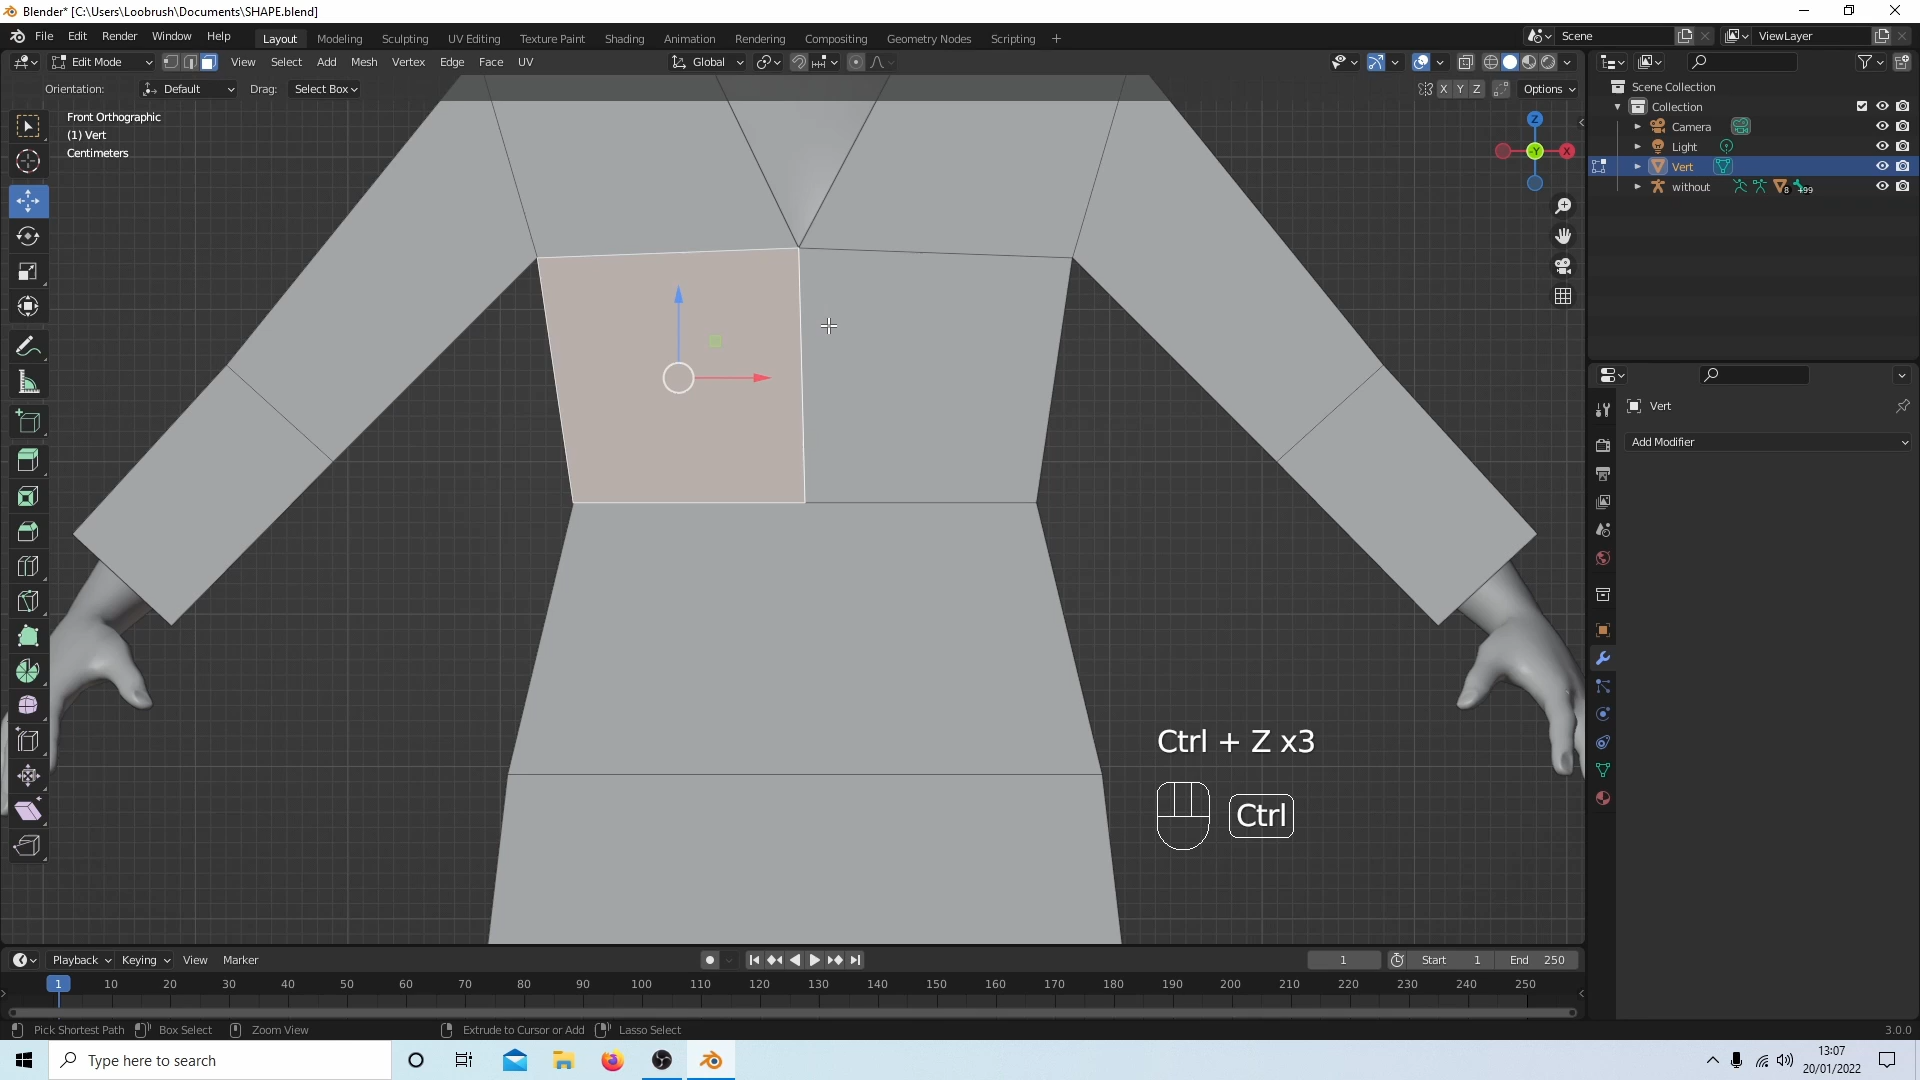 Blender* [C:\Users\Loobrush\Documents\SHAPE.blend]
File Edit Render Window Help Layout Modeling Sculpting UV Editing Texture Paint Shading Animation Rendering Compositing Geometry Nodes Scripting + Scene ViewLayer
Edit Mode View Select Add Mesh Vertex Edge Face UV Global
Orientation: Default Drag: Select Box X Y Z Options
Front Orthographic
(1) Vert
Centimeters
Z
-Y X
Scene Collection
Collection
Camera
Light
Vert
without 8 99
Vert
Add Modifier
Ctrl + Z x3
Ctrl
Playback Keying View Marker 1 Start 1 End 250
1 10 20 30 40 50 60 70 80 90 100 110 120 130 140 150 160 170 180 190 200 210 220 230 240 250
Pick Shortest Path Box Select Zoom View Extrude to Cursor or Add Lasso Select 3.0.0
Type here to search
13:07
20/01/2022